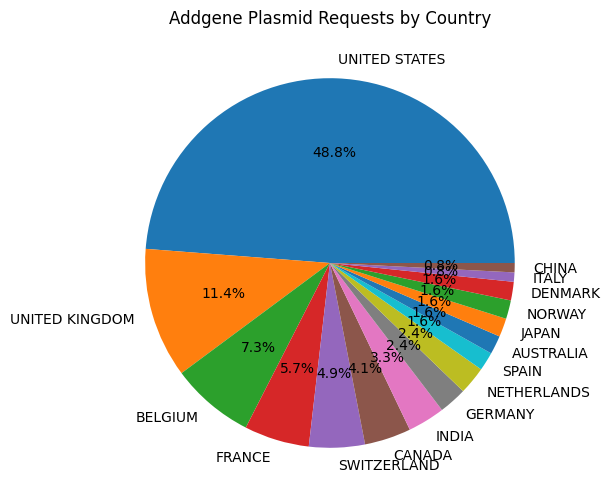 Addgene Plasmid Requests by Country
UNITED STATES
48.8%
UNITED KINGDOM
11.4%
BELGIUM
7.3%
FRANCE
5.7%
SWITZERLAND
4.9%
CANADA
4.1%
INDIA
3.3%
GERMANY
2.4%
NETHERLANDS
2.4%
SPAIN
1.6%
AUSTRALIA
1.6%
JAPAN
1.6%
NORWAY
1.6%
DENMARK
1.6%
ITALY
0.8%
CHINA
0.8%